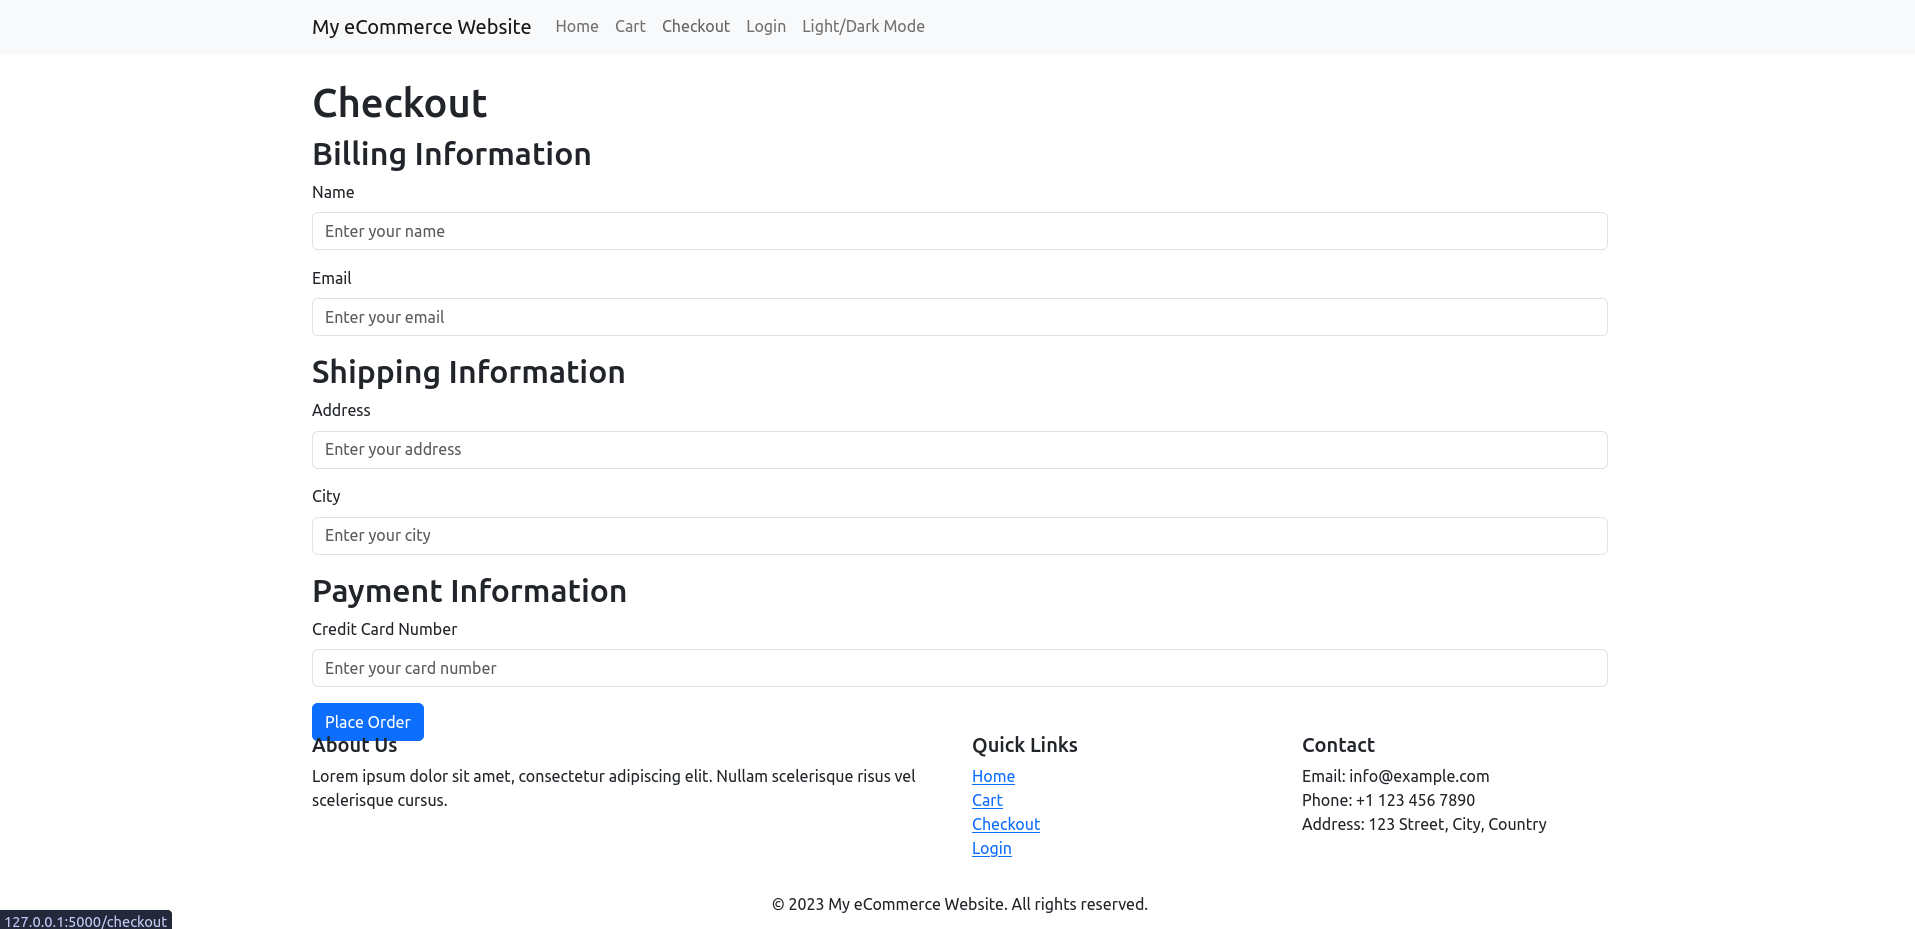 My eCommerce Website Home Cart Checkout Login Light/Dark Mode
Checkout
Billing Information
Name
Enter your name
Email
Enter your email
Shipping Information
Address
Enter your address
City
Enter your city
Payment Information
Credit Card Number
Enter your card number
Place Order
About Us
Lorem ipsum dolor sit amet, consectetur adipiscing elit. Nullam scelerisque risus vel
scelerisque cursus.
Quick Links
Home
Cart
Checkout
Login
Contact
Email: info@example.com
Phone: +1 123 456 7890
Address: 123 Street, City, Country
© 2023 My eCommerce Website. All rights reserved.
127.0.0.1:5000/checkout